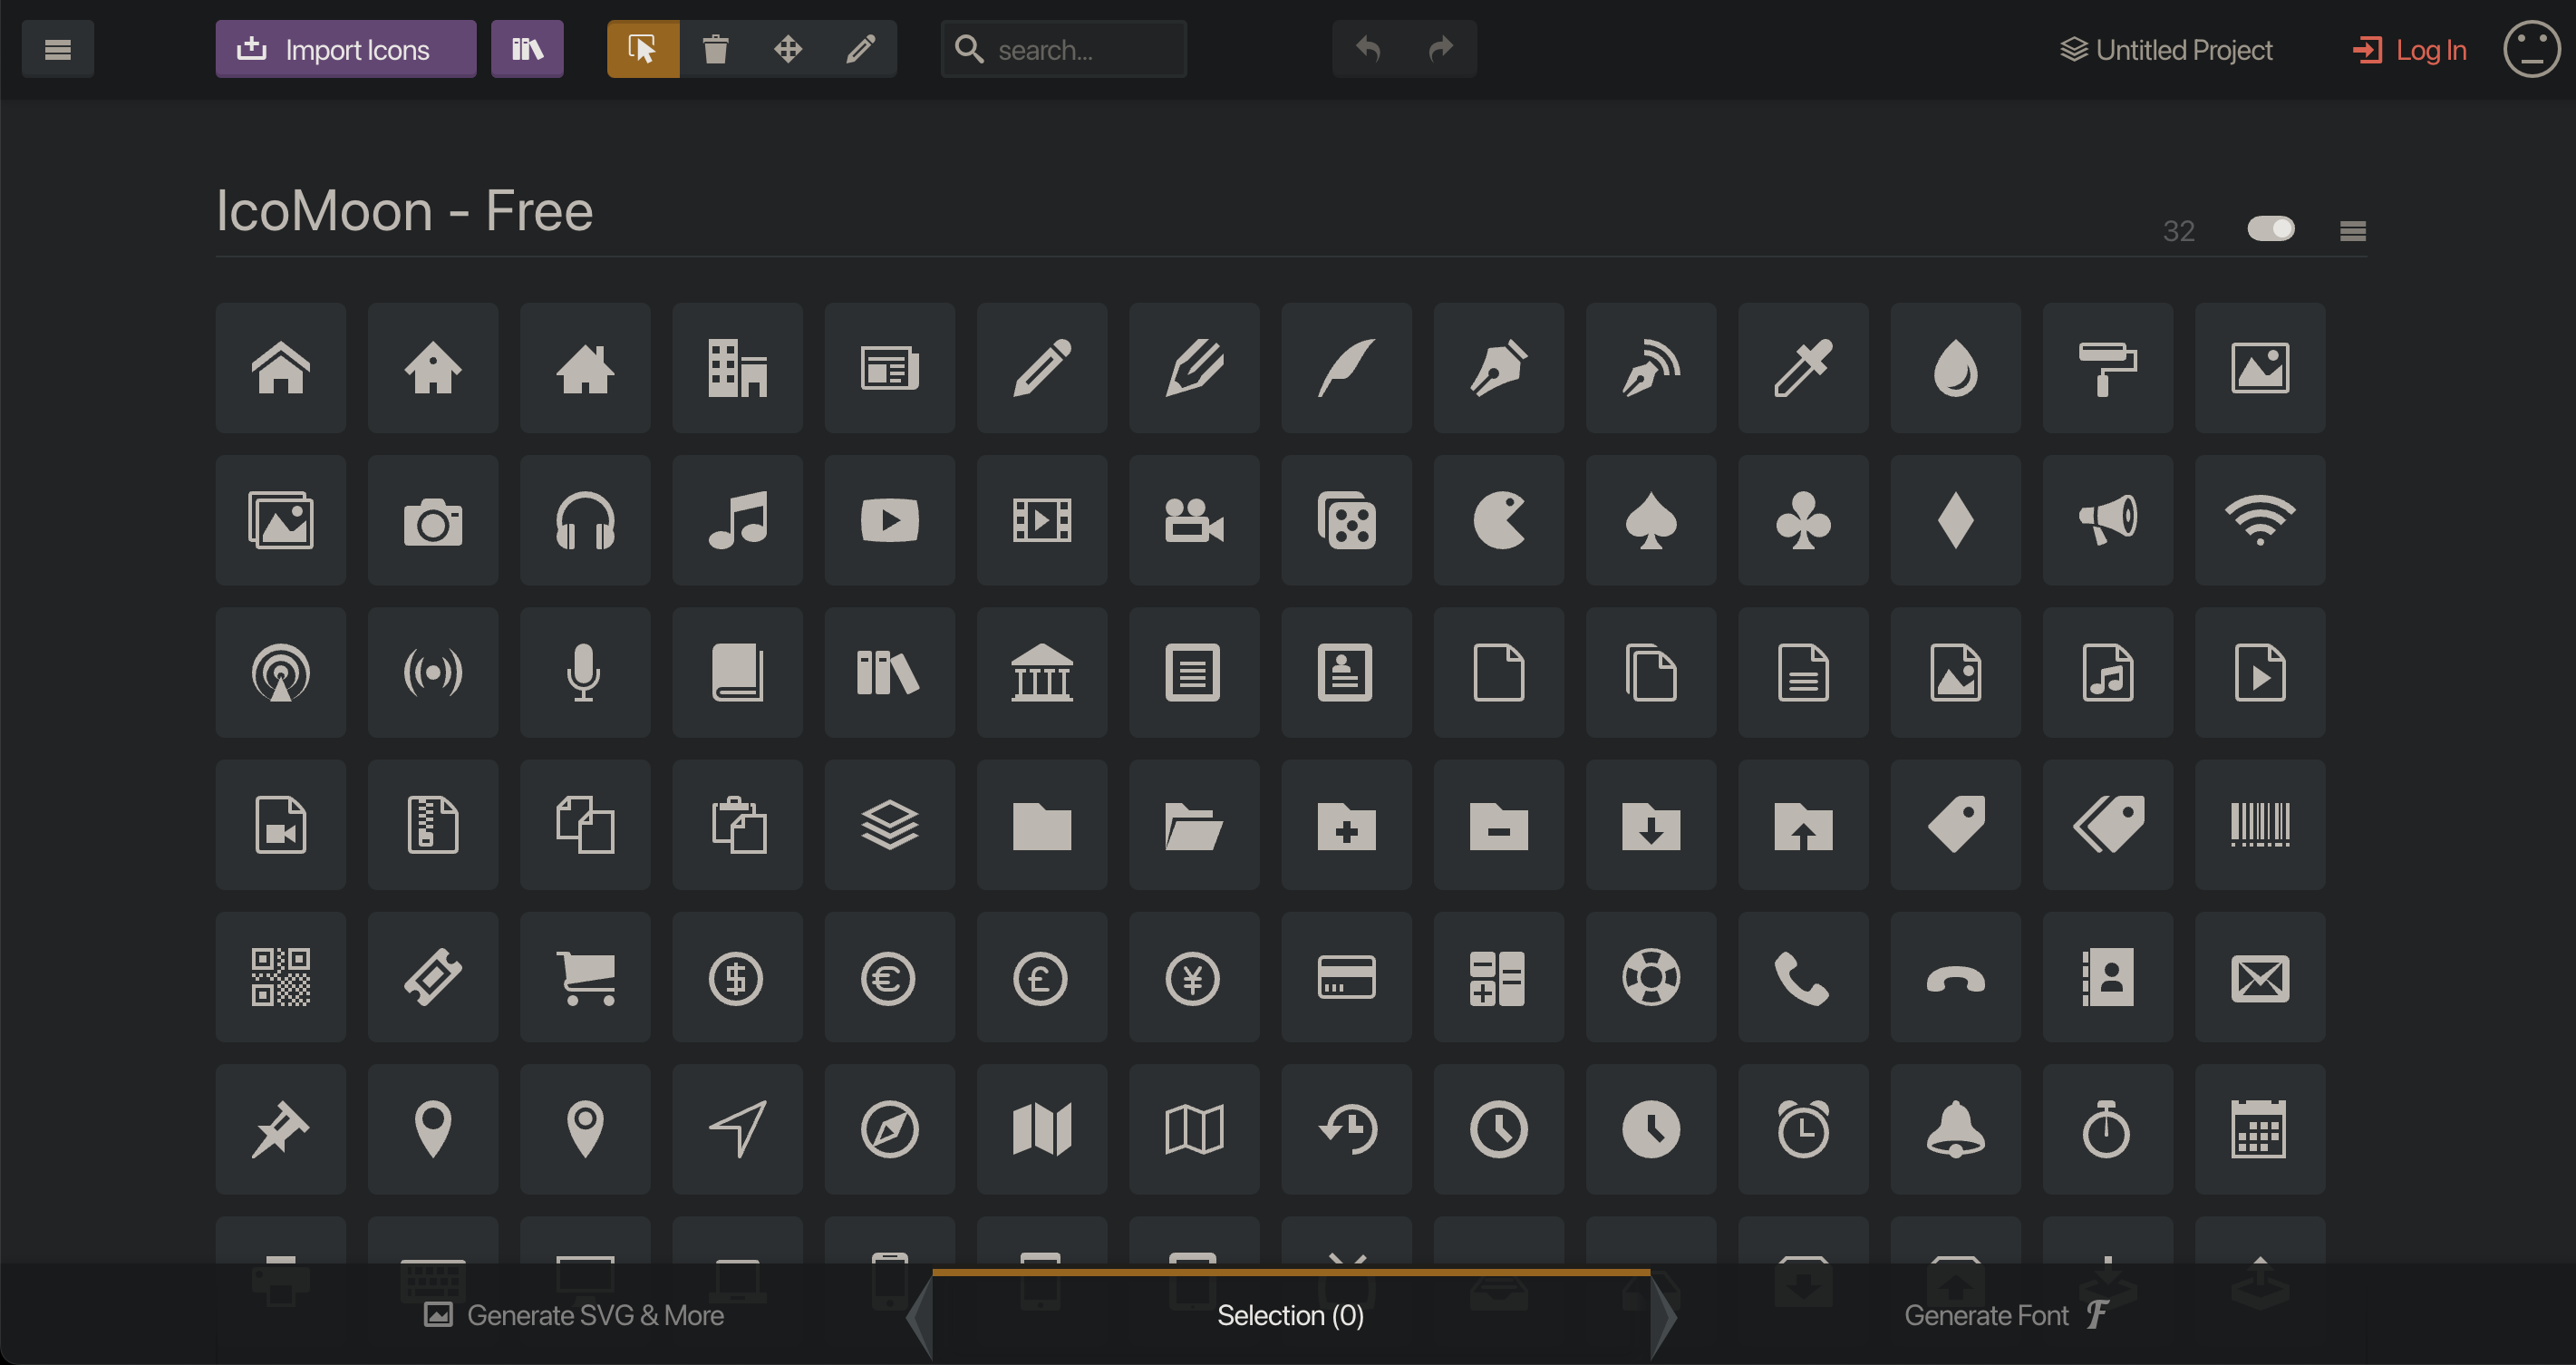 Import Icons
search...
Untitled Project
Log In
IcoMoon - Free
32
Generate SVG & More
Selection (0)
Generate Font